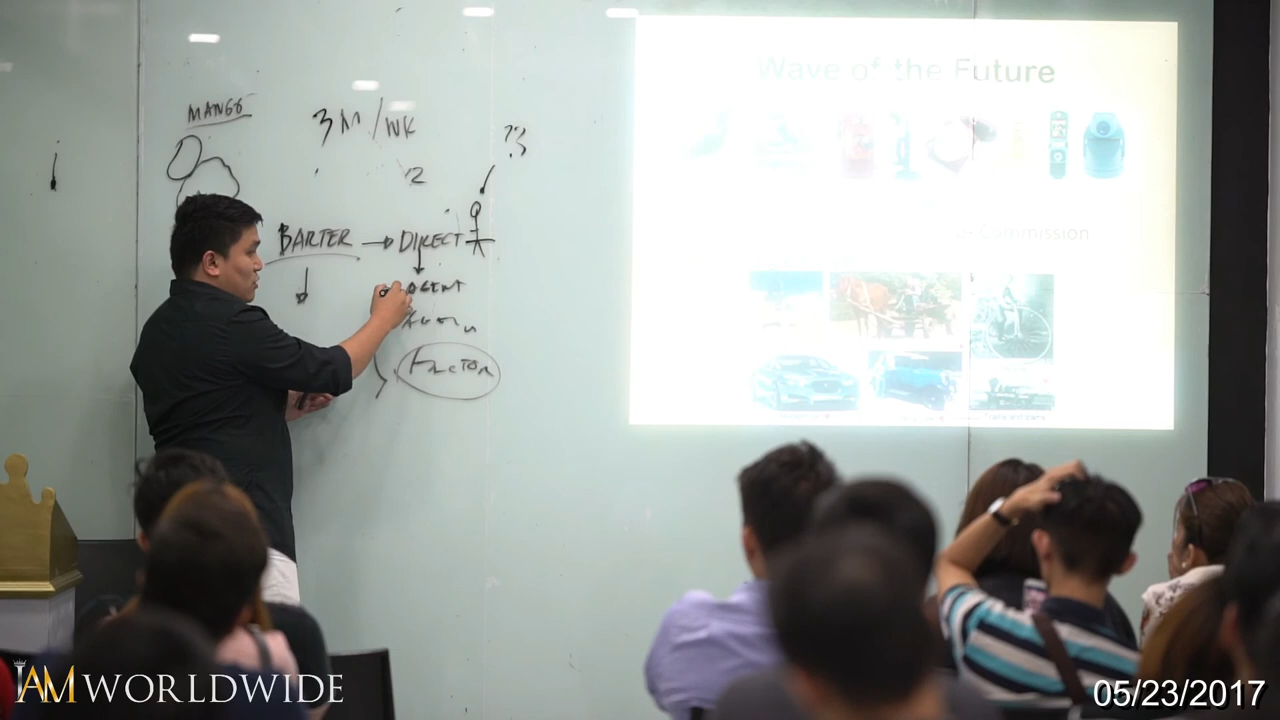 MANGO
3M/WK
2
??
BARTER → DIRECT
AGENT
FACTOR
Wave of the Future
Commission
IAM WORLDWIDE
05/23/2017